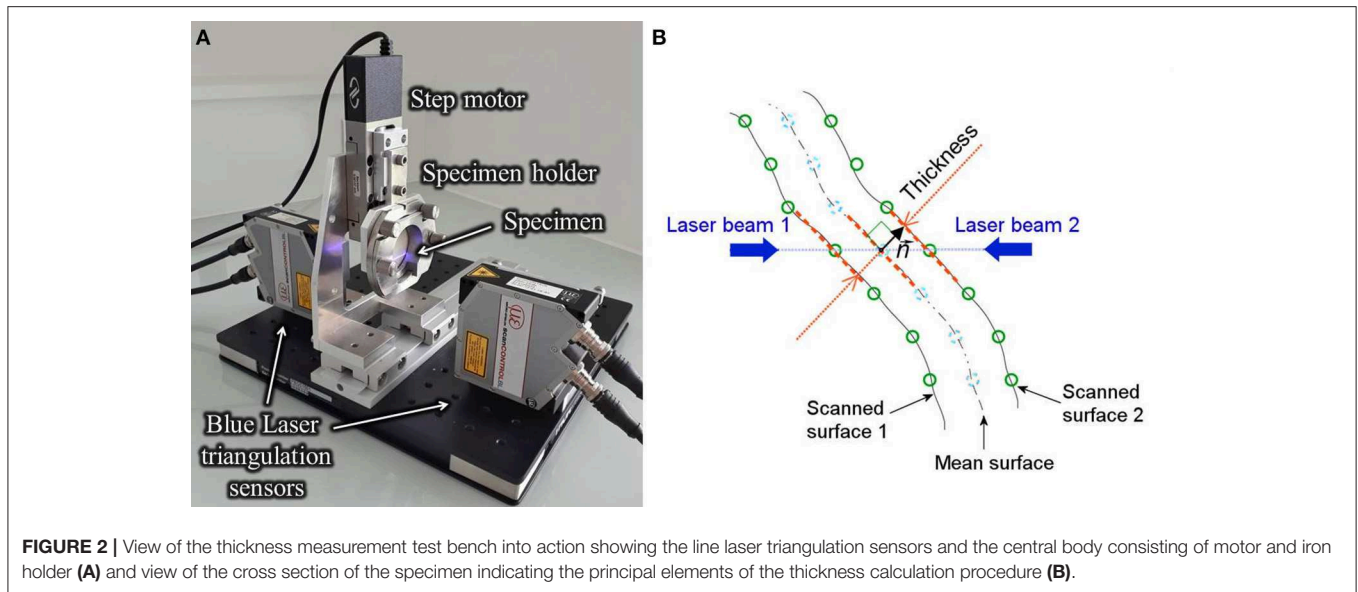 A
Step motor
Specimen holder
Specimen
Blue Laser
triangulation
sensors
scanCONTROL
B
Thickness
Laser beam 1
Laser beam 2
n
Scanned
surface 1
Scanned
surface 2
Mean surface
FIGURE 2 | View of the thickness measurement test bench into action showing the line laser triangulation sensors and the central body consisting of motor and iron
holder (A) and view of the cross section of the specimen indicating the principal elements of the thickness calculation procedure (B).